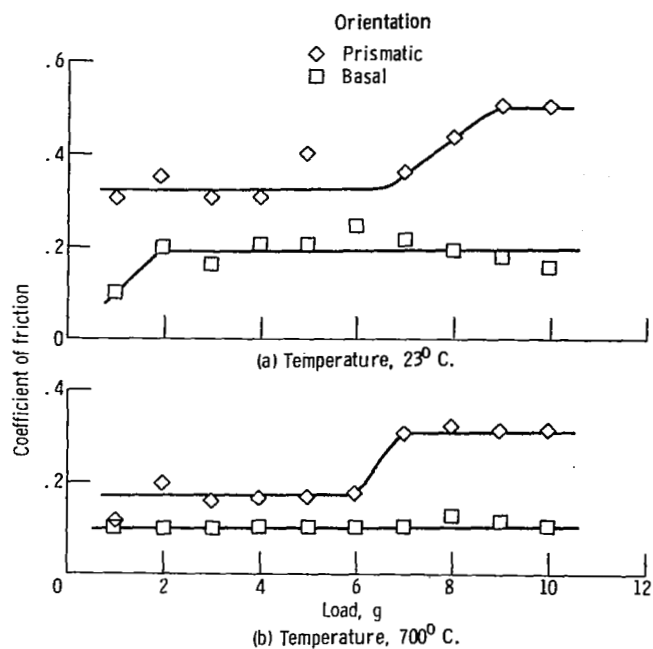 Orientation
Prismatic
Basal
.6
.4
.2
0
Coefficient of friction
(a) Temperature, 23⁰ C.
.4
.2
0 2 4 6 8 10 12
Load, g
(b) Temperature, 700⁰ C.